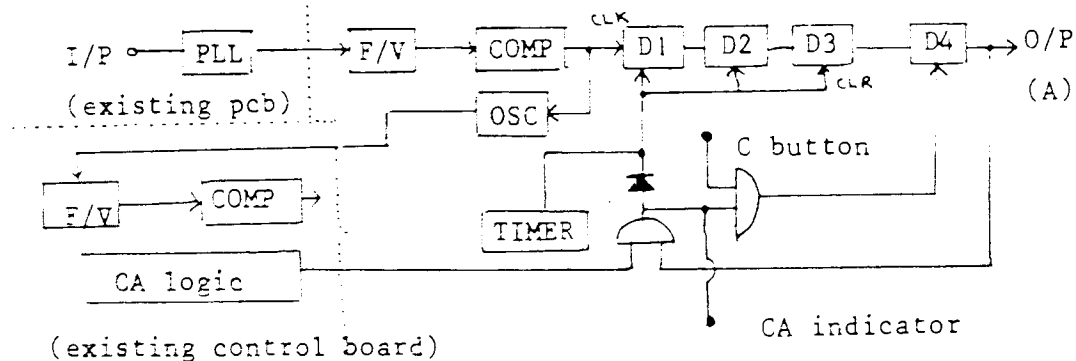 I/P
PLL
F/V
COMP
CLK
D1
D2
D3
D4
O/P
(A)
(existing pcb)
OSC
CLR
C button
F/V
COMP
TIMER
CA logic
CA indicator
(existing control board)